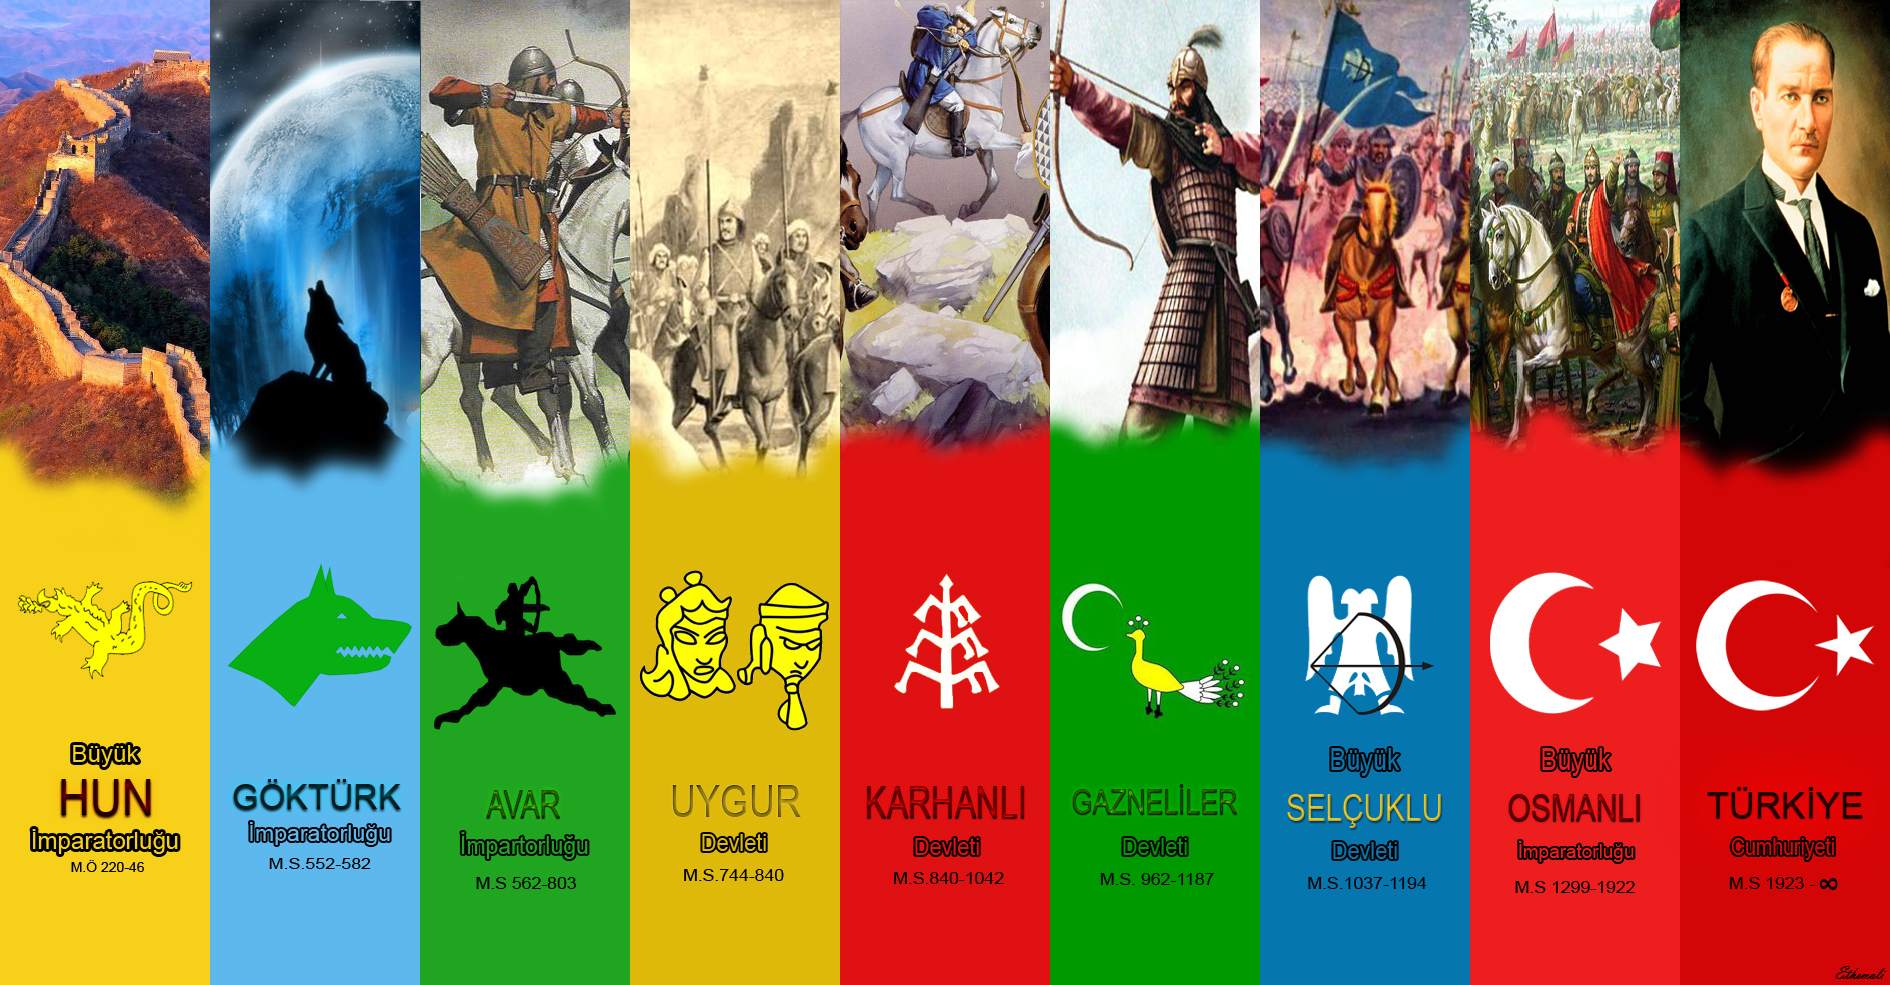 Büyük
HUN
İmparatorluğu
M.Ö 220-46
GÖKTÜRK
İmparatorluğu
M.S.552-582
AVAR
İmpartorluğu
M.S 562-803
UYGUR
Devleti
M.S.744-840
KARHANLI
Devleti
M.S.840-1042
GAZNELİLER
Devleti
M.S. 962-1187
Büyük
SELÇUKLU
Devleti
M.S.1037-1194
Büyük
OSMANLI
İmparatorluğu
M.S 1299-1922
TÜRKİYE
Cumhuriyeti
M.S 1923 - ∞
Ethemali